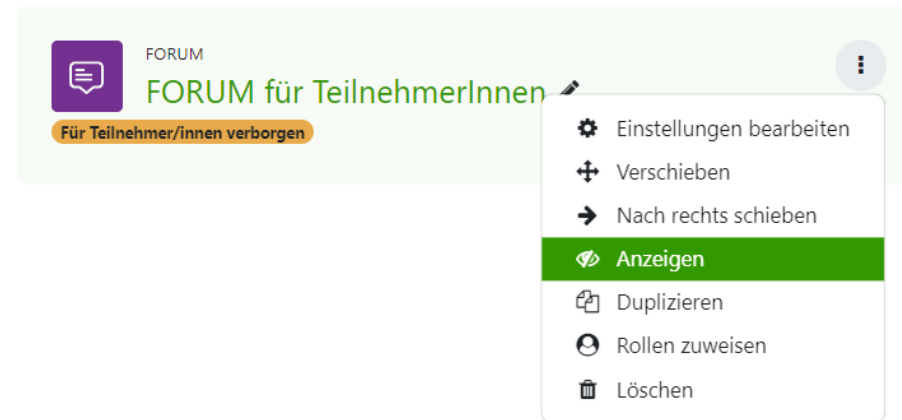 FORUM
FORUM für TeilnehmerInnen
Für Teilnehmer/innen verborgen
Einstellungen bearbeiten
Verschieben
Nach rechts schieben
Anzeigen
Duplizieren
Rollen zuweisen
Löschen